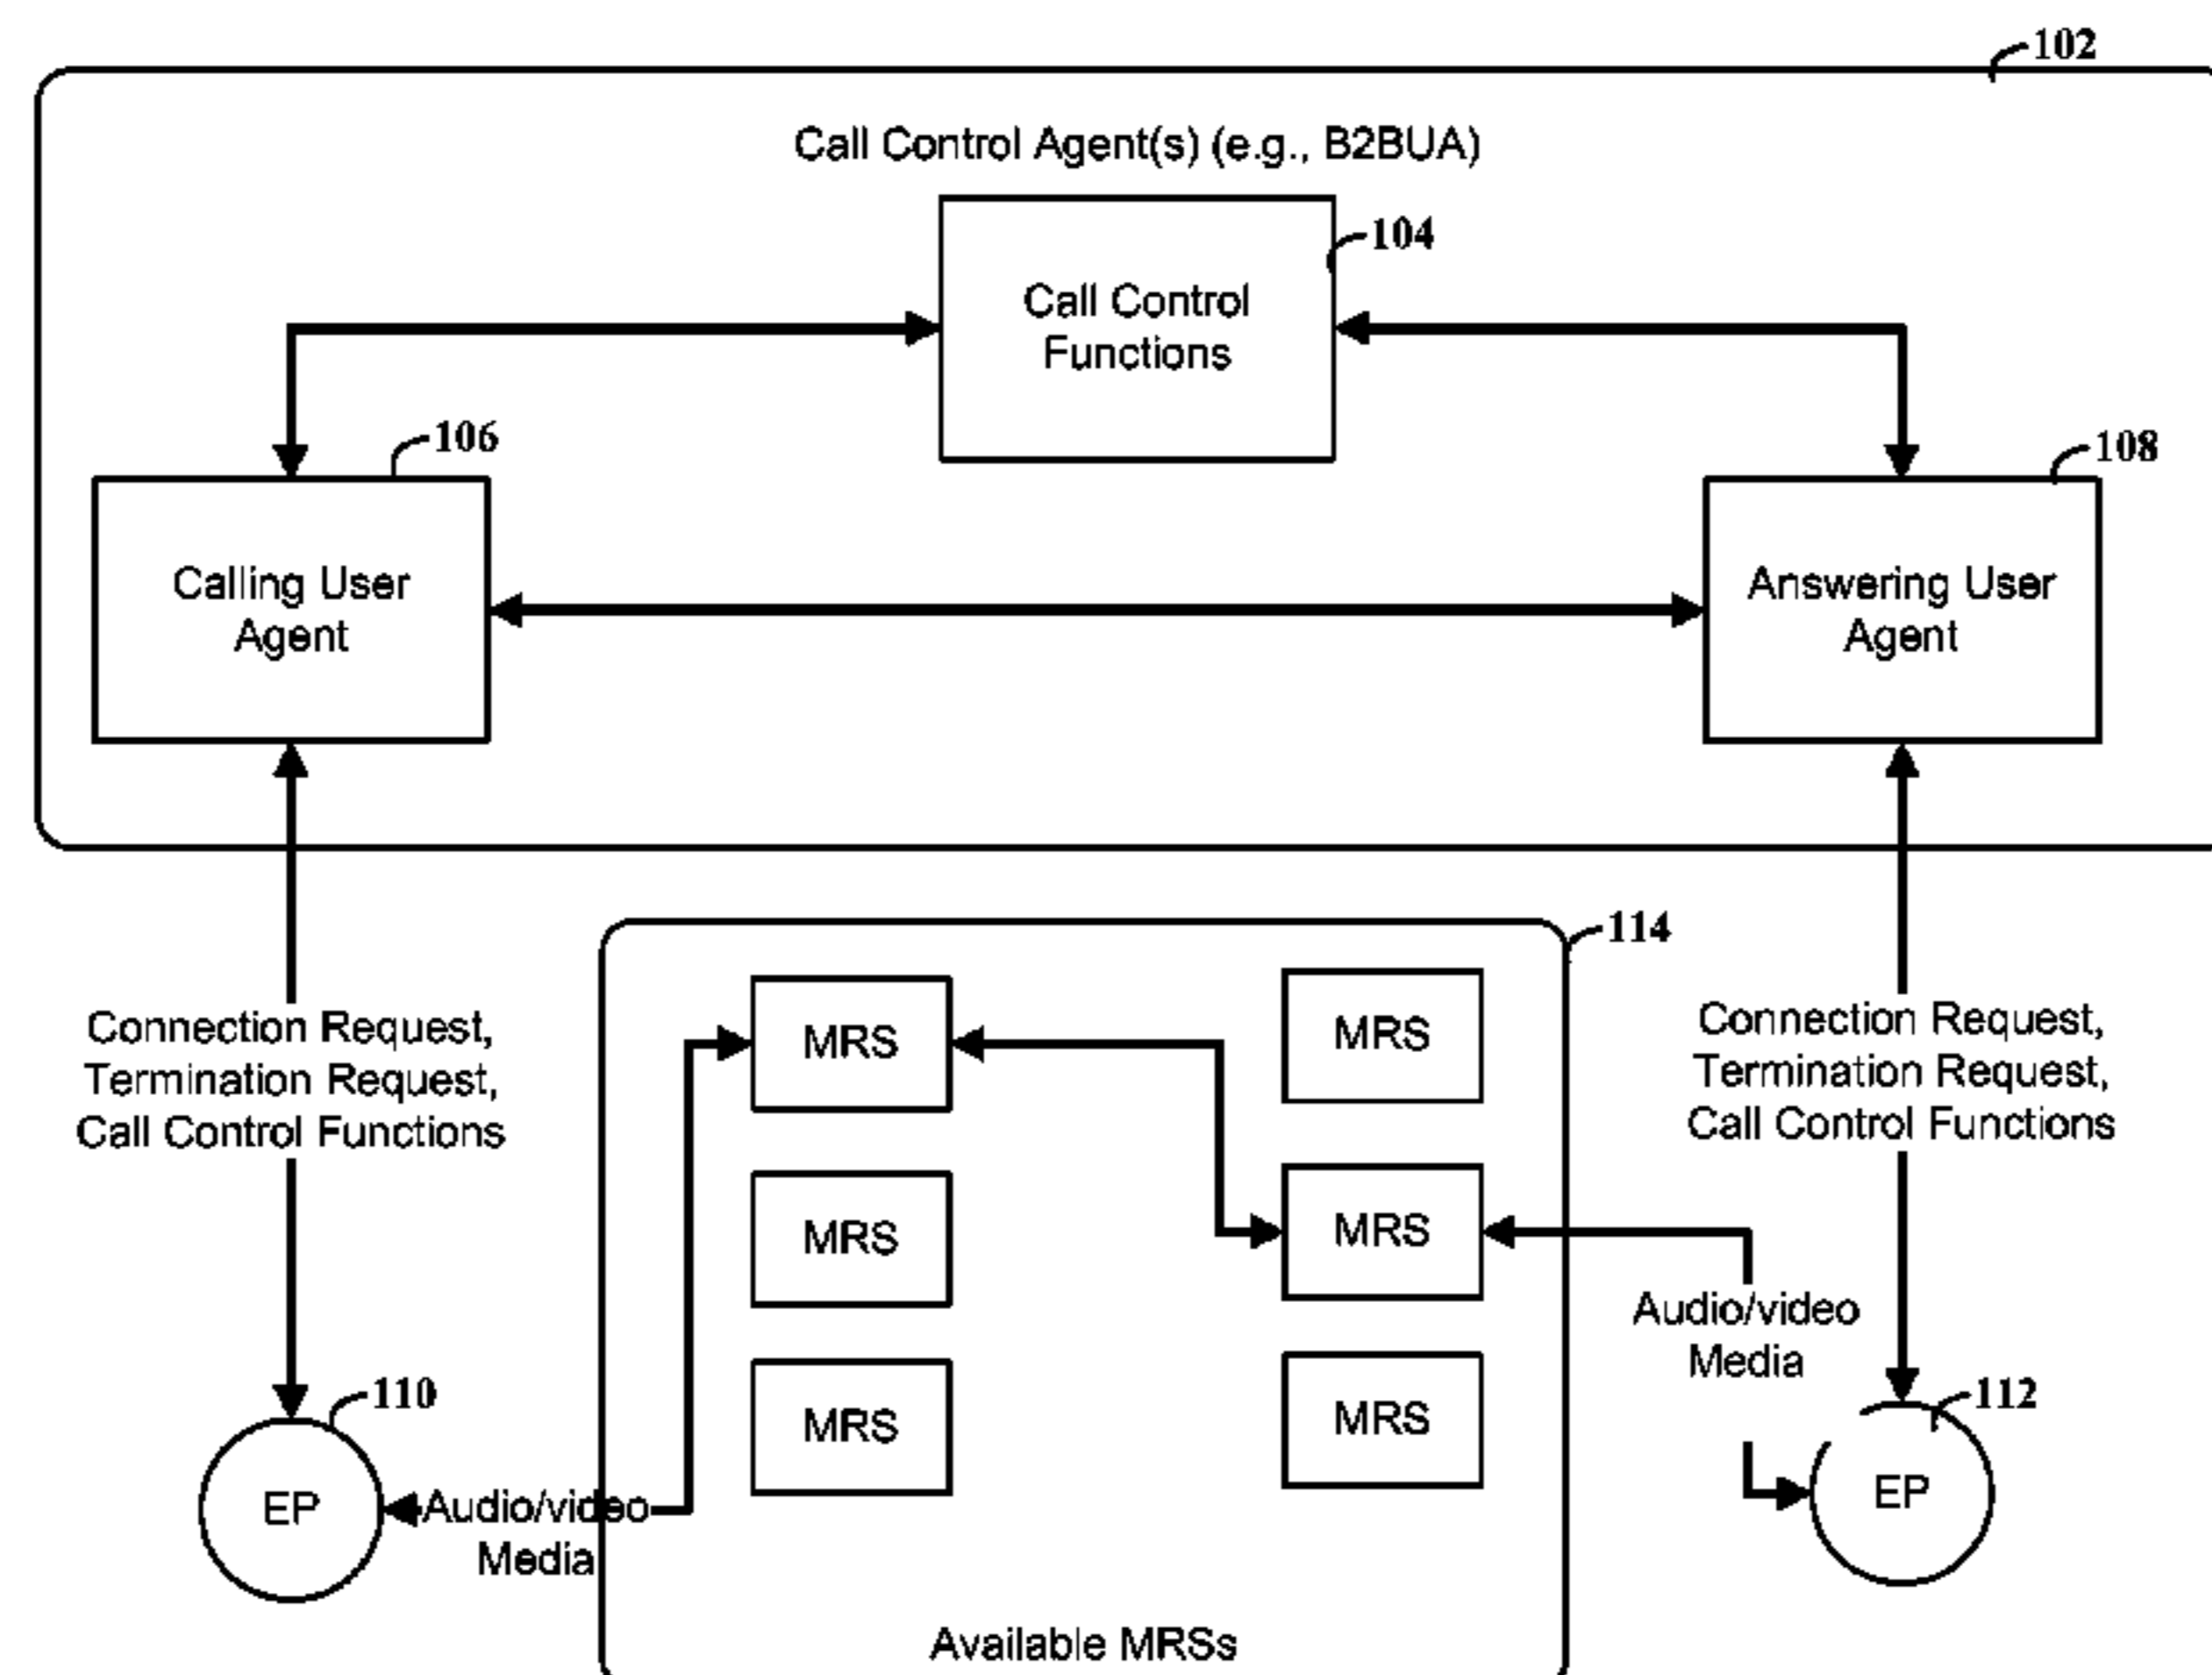 102
Call Control Agent(s) (e.g., B2BUA)
104
Call Control
Functions
106
108
Calling User
Agent
Answering User
Agent
114
Connection Request,
Termination Request,
Call Control Functions
MRS
MRS
Connection Request,
Termination Request,
Call Control Functions
MRS
MRS
Audio/video
Media
110
112
MRS
MRS
EP
Audio/video
Media
EP
Available MRSs